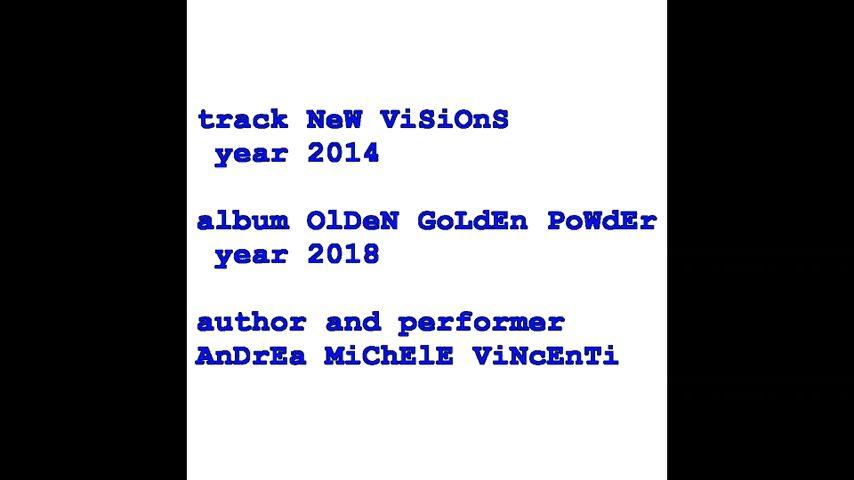 track NeW ViSiOnS
year 2014
album OlDeN GoLdEn PoWdEr
year 2018
author and performer
AnDrEa MiChElE ViNcEnTi